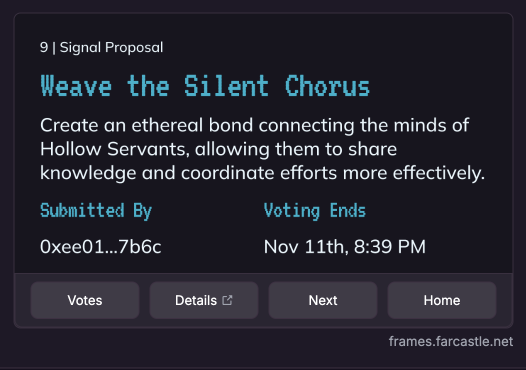 9 | Signal Proposal
Weave the Silent Chorus
Create an ethereal bond connecting the minds of
Hollow Servants, allowing them to share
knowledge and coordinate efforts more effectively.
Submitted By
Voting Ends
0xee01...7b6c
Nov 11th, 8:39 PM
Votes
Details
Next
Home
frames.farcastle.net